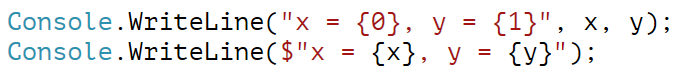 Console.WriteLine("x = {0}, y = {1}", x, y);
Console.WriteLine($"x = {x}, y = {y}");